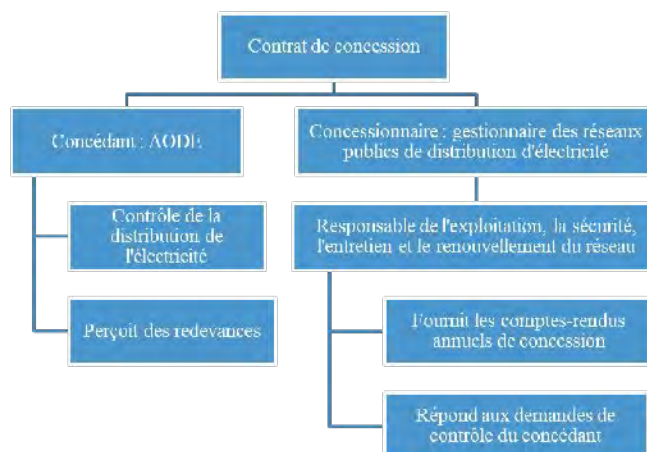 Contrat de concession
Concédant : AODE
Concessionnaire : gestionnaire des réseaux
publics de distribution d'électricité
Contrôle de la
distribution de
l'électricité
Responsable de l'exploitation, la sécurité,
l'entretien et le renouvellement du réseau
Perçoit des redevances
Fournit les comptes-rendus
annuels de concession
Répond aux demandes de
contrôle du concédant